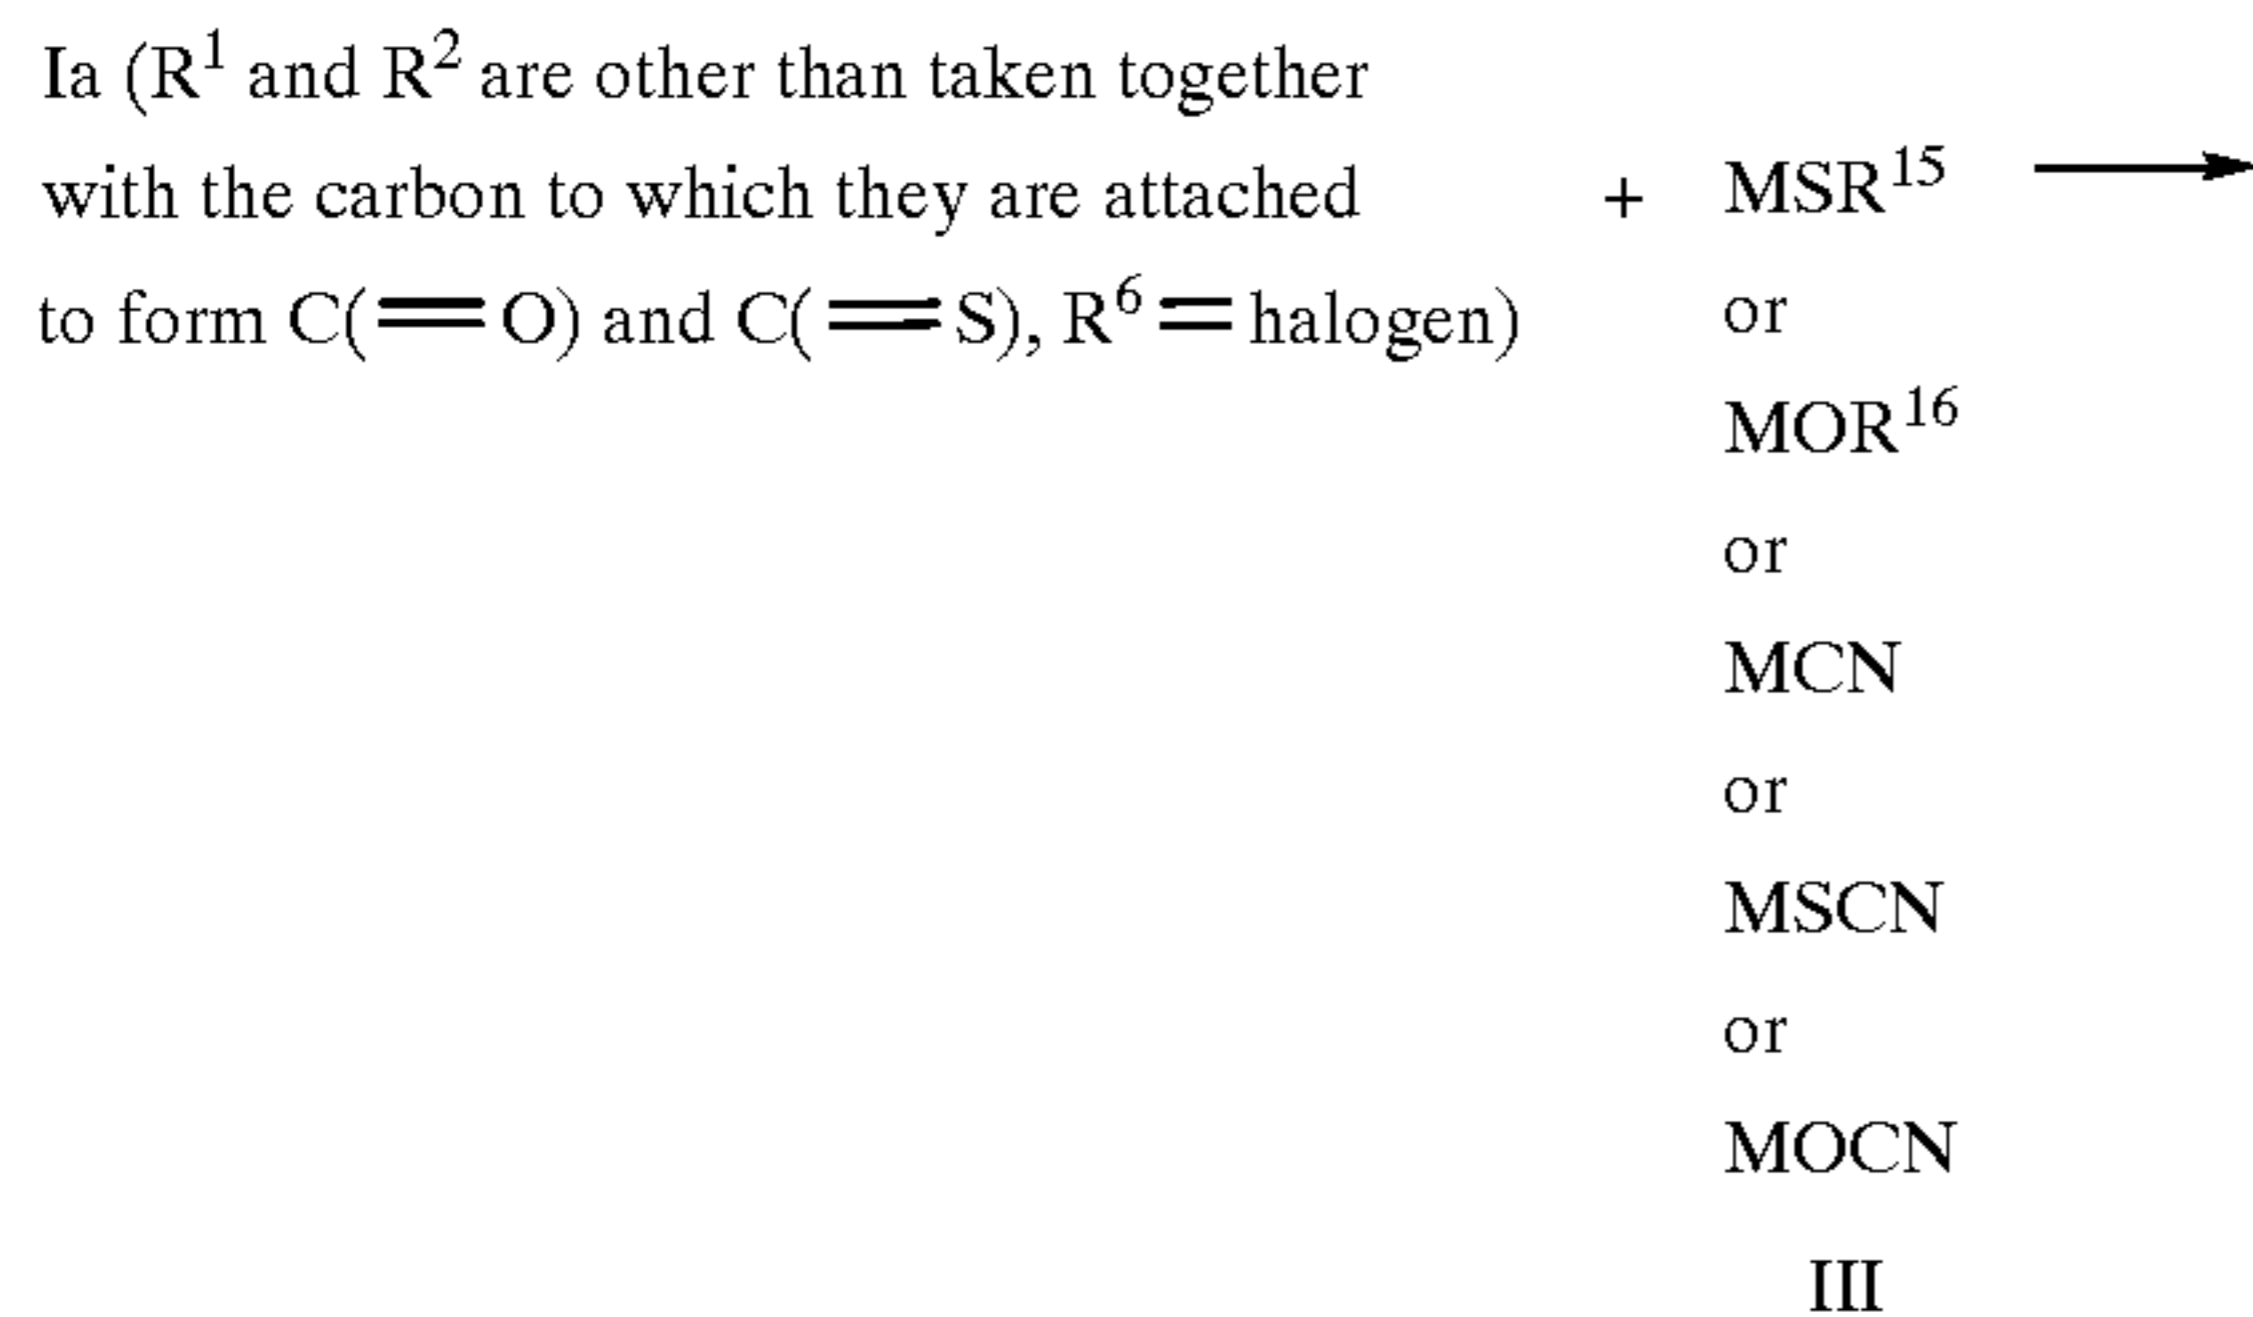 Ia (R¹ and R² are other than taken together
with the carbon to which they are attached + MSR¹⁵
to form C(=O) and C(=S), R⁶=halogen) or
MOR¹⁶
or
MCN
or
MSCN
or
MOCN
III